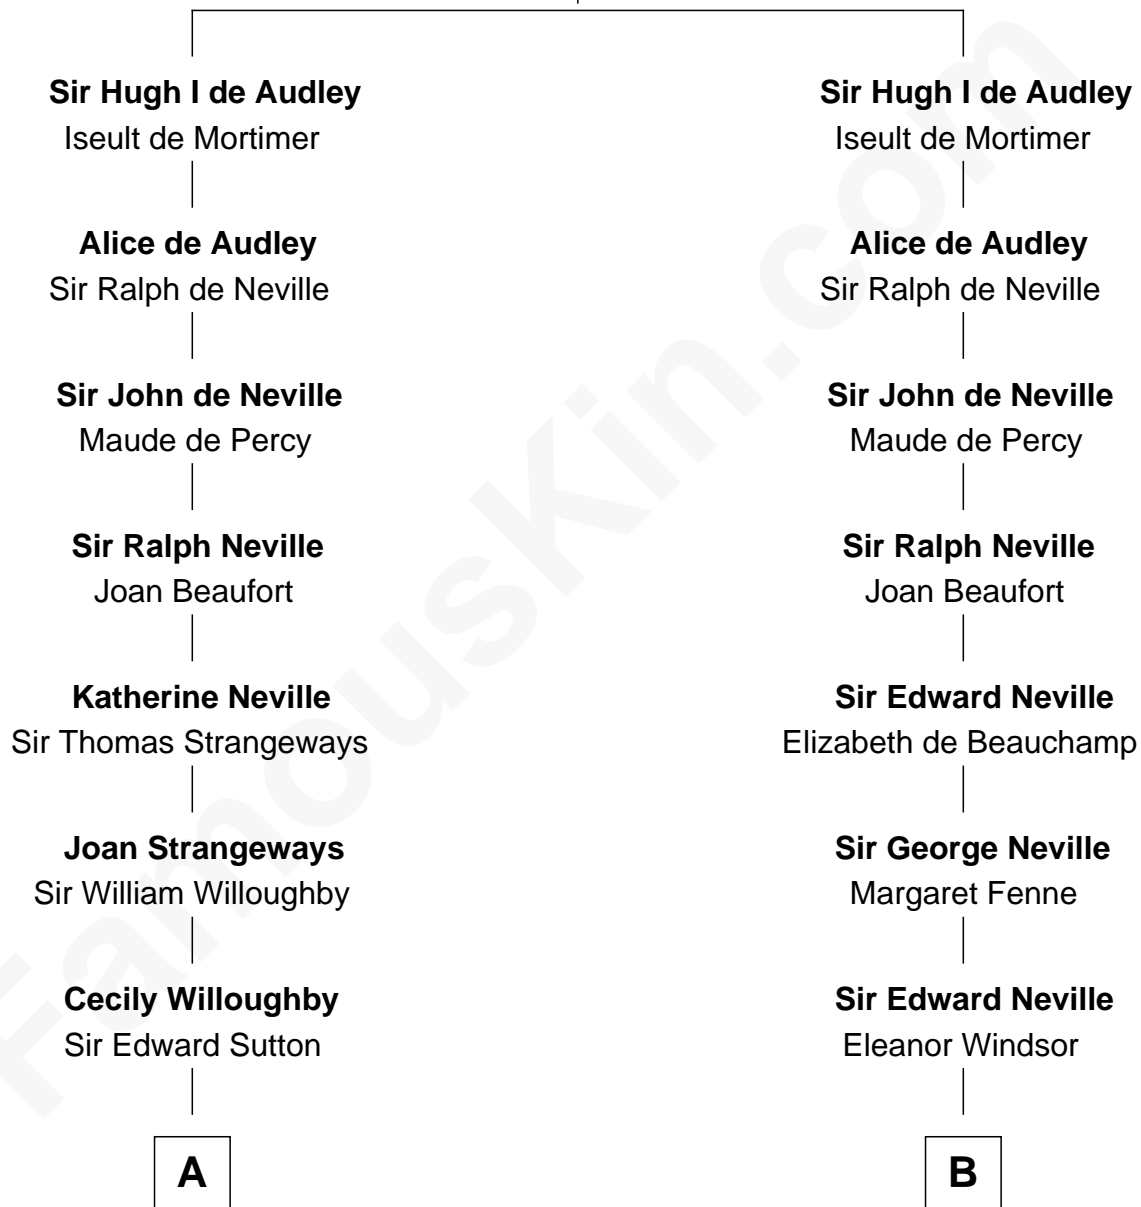 Sir Hugh I de Audley
Iseult de Mortimer
Alice de Audley
Sir Ralph de Neville
Sir John de Neville
Maude de Percy
Sir Ralph Neville
Joan Beaufort
Katherine Neville
Sir Thomas Strangeways
Joan Strangeways
Sir William Willoughby
Cecily Willoughby
Sir Edward Sutton
A
Sir Hugh I de Audley
Iseult de Mortimer
Alice de Audley
Sir Ralph de Neville
Sir John de Neville
Maude de Percy
Sir Ralph Neville
Joan Beaufort
Sir Edward Neville
Elizabeth de Beauchamp
Sir George Neville
Margaret Fenne
Sir Edward Neville
Eleanor Windsor
B
FamousKin.com